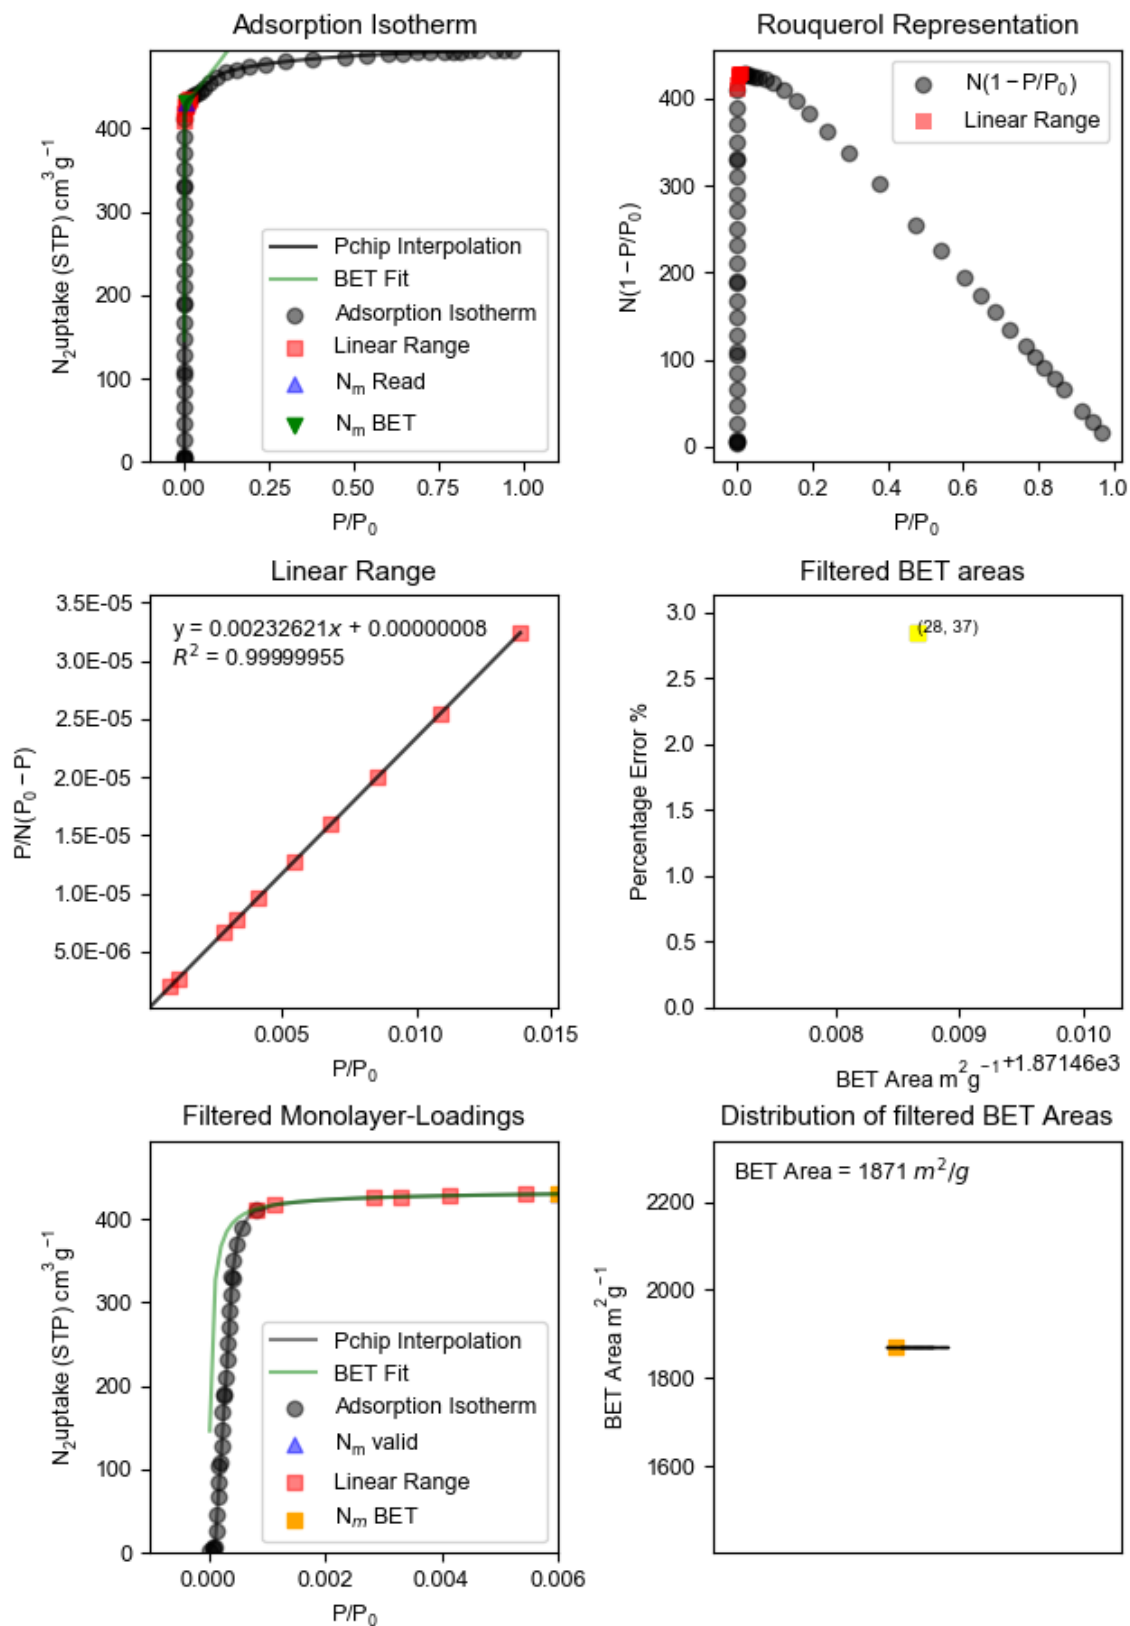 Adsorption Isotherm
N₂uptake (STP) cm³g⁻¹
400
300
200
100
0
Pchip Interpolation
BET Fit
Adsorption Isotherm
Linear Range
Nₘ Read
Nₘ BET
0.00 0.25 0.50 0.75 1.00
P/P₀
Rouquerol Representation
N(1−P/P₀)
400
300
200
100
0
N(1−P/P₀)
Linear Range
0.0 0.2 0.4 0.6 0.8 1.0
P/P₀
Linear Range
P/N(P₀−P)
3.5E-05
3.0E-05
2.5E-05
2.0E-05
1.5E-05
1.0E-05
5.0E-06
y = 0.00232621x + 0.00000008
R² = 0.99999955
0.005 0.010 0.015
P/P₀
Filtered BET areas
Percentage Error %
3.0
2.5
2.0
1.5
1.0
0.5
0.0
(28, 37)
0.008 0.009 0.010
+1.87146e3
BET Area m²g⁻¹
Filtered Monolayer-Loadings
N₂uptake (STP) cm³g⁻¹
400
300
200
100
0
Pchip Interpolation
BET Fit
Adsorption Isotherm
Nₘ valid
Linear Range
Nₘ BET
0.000 0.002 0.004 0.006
P/P₀
Distribution of filtered BET Areas
BET Area m²g⁻¹
BET Area = 1871 m²/g
2200
2000
1800
1600